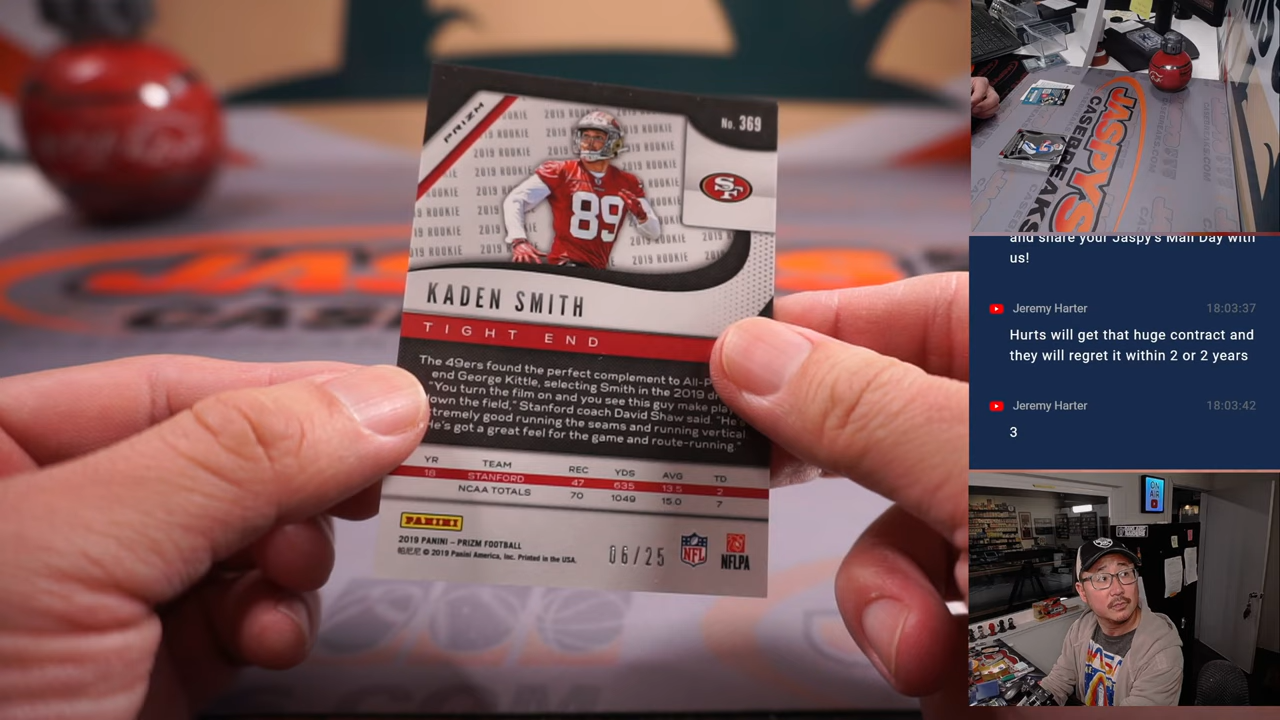 PRIZM
No. 369
2019 ROOKIE
SF
89
KADEN SMITH
TIGHT END
The 49ers found the perfect complement to All-P
end George Kittle, selecting Smith in the 2019 dr
"You turn the film on and you see this guy make pla
own the field," Stanford coach David Shaw said. "He's
tremely good running the seams and running vertical
He's got a great feel for the game and route-running."
YR TEAM REC YDS AVG TD
18 STANFORD 47 635 13.5 2
NCAA TOTALS 70 1049 15.0 7
PANINI
2019 PANINI – PRIZM FOOTBALL
帕尼尼 © 2019 Panini America, Inc. Printed in the USA.
06/25
NFL
NFLPA
JASPYS
CASEBREAKS
and share your Jaspy's Mail Day with
us!
Jeremy Harter 18:03:37
Hurts will get that huge contract and
they will regret it within 2 or 2 years
Jeremy Harter 18:03:42
3
ON
AIR